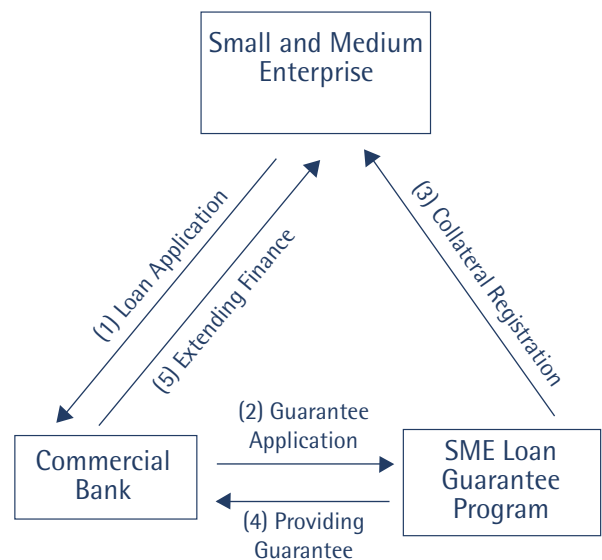 Small and Medium
Enterprise
(1) Loan Application
(5) Extending Finance
(3) Collateral Registration
(2) Guarantee
Application
Commercial
Bank
SME Loan
Guarantee
Program
(4) Providing
Guarantee